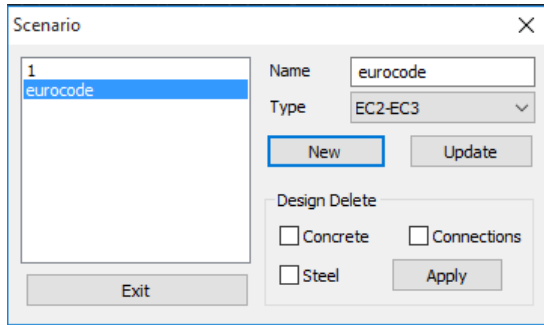 Scenario
1
eurocode
Name
eurocode
Type
EC2-EC3
New
Update
Design Delete
Concrete
Connections
Steel
Apply
Exit